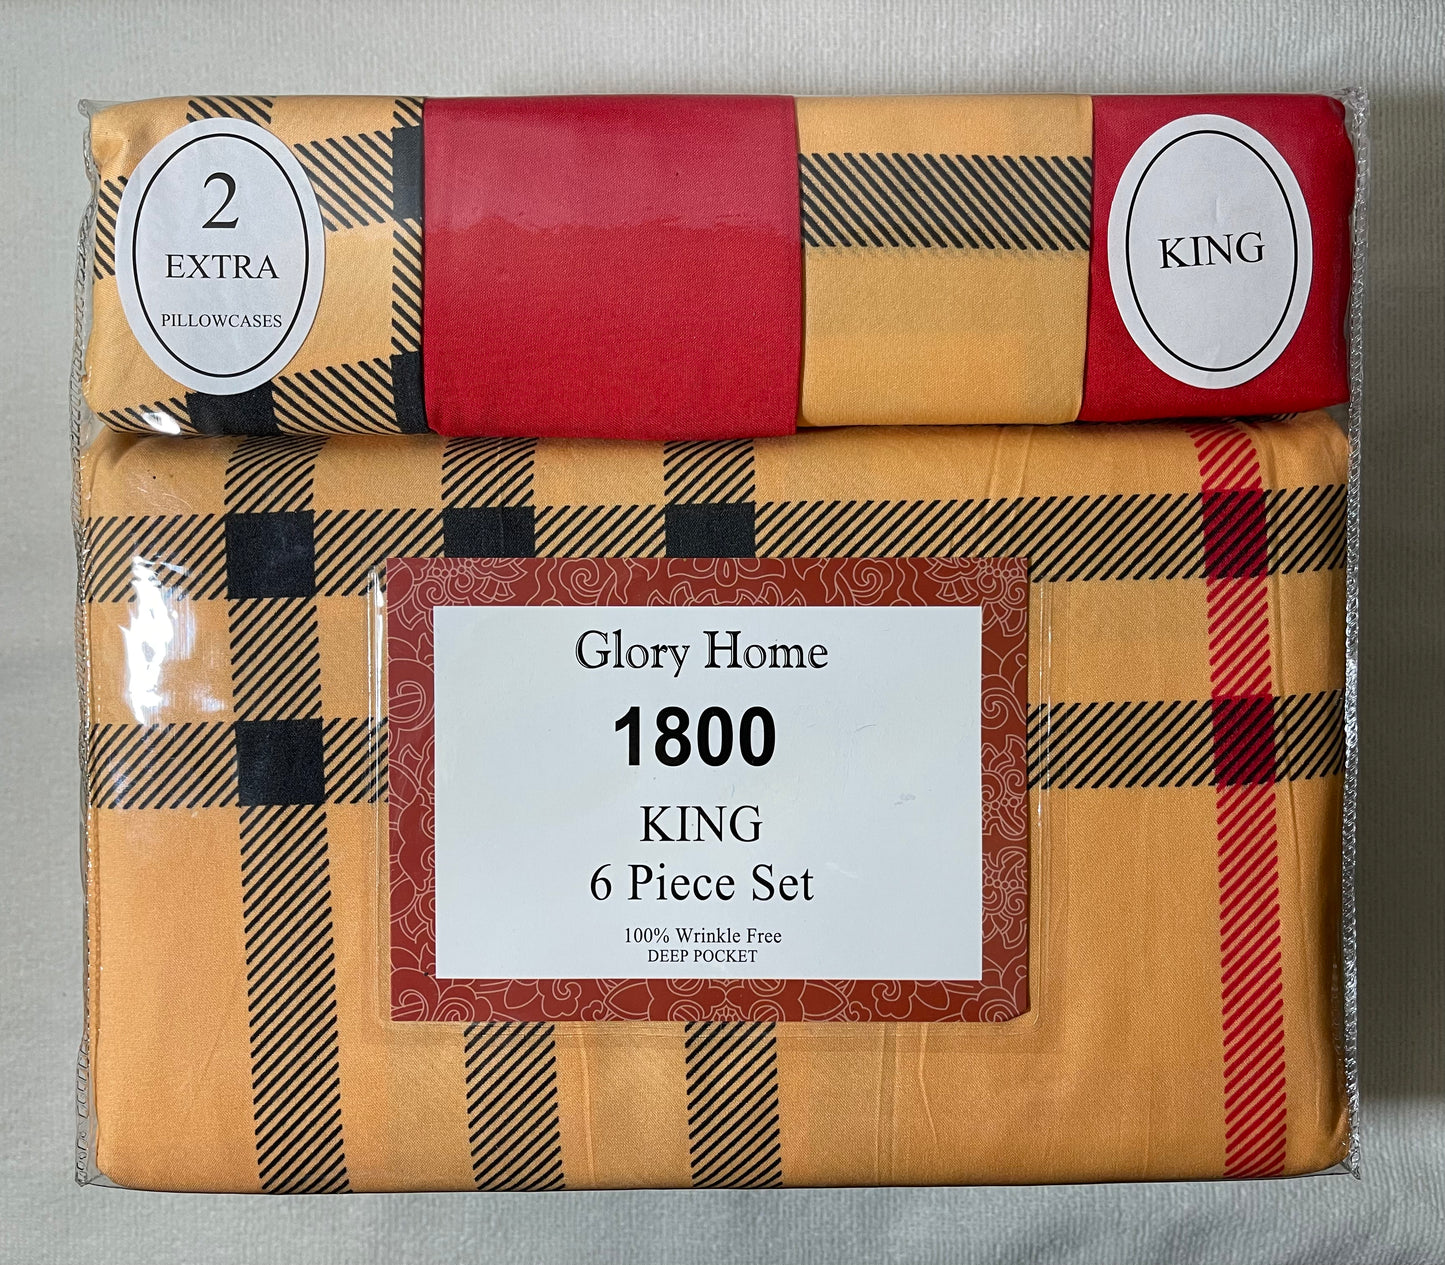 2
EXTRA
PILLOWCASES
KING
Glory Home
1800
KING
6 Piece Set
100% Wrinkle Free
DEEP POCKET